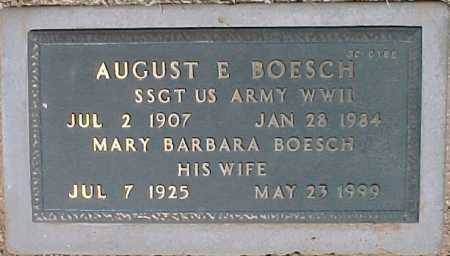 AUGUST E BOESCH
SSGT US ARMY WWII
JUL 2 1907 JAN 28 1984
MARY BARBARA BOESCH
HIS WIFE
JUL 7 1925 MAY 23 1999